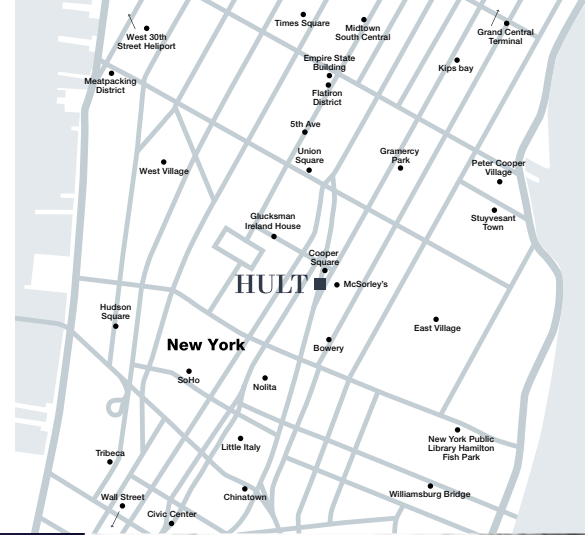 Times Square
Midtown
South Central
Grand Central
Terminal
West 30th
Street Heliport
Empire State
Building
Kips bay
Meatpacking
District
Flatiron
District
5th Ave
Union
Square
Gramercy
Park
West Village
Peter Cooper
Village
Glucksman
Ireland House
Stuyvesant
Town
Cooper
Square
HULT
McSorley's
Hudson
Square
East Village
New York
Bowery
SoHo
Nolita
Little Italy
New York Public
Library Hamilton
Fish Park
Tribeca
Wall Street
Chinatown
Williamsburg Bridge
Civic Center